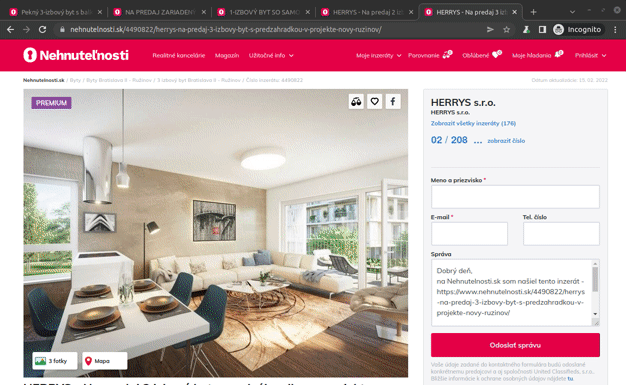 Pekný 3-izbový byt s bal
NA PREDAJ ZARIADEN
1-IZBOVÝ BYT SO SAMO
HERRYS - Na predaj 2 iz
HERRYS - Na predaj 3 iz
nehnutelnosti.sk/4490822/herrys-na-predaj-3-izbovy-byt-s-predzahradkou-v-projekte-novy-ruzinov/
Incognito
Nehnuteľnosti
Realitné kancelárie
Magazín
Užitočné info
Moje inzeráty
Porovnanie
Obľúbené
Moje hľadania
Prihlásiť
Nehnutelnosti.sk / Byty / Byty Bratislava II - Ružinov / 3 izbový byt Bratislava II - Ružinov / Číslo inzerátu: 4490822
Dátum aktualizácie: 15. 02. 2022
PREMIUM
3 fotky
Mapa
HERRYS s.r.o.
HERRYS s.r.o.
Zobraziť všetky inzeráty (176)
02 / 208 ... zobraziť číslo
Meno a priezvisko *
E-mail *
Tel. číslo
Správa
Dobrý deň,
na Nehnutelnosti.sk som našiel tento inzerát -
https://www.nehnutelnosti.sk/4490822/herrys
-na-predaj-3-izbovy-byt-s-predzahradkou-v-
projekte-novy-ruzinov/
Odoslať správu
Vaše údaje zadané do kontaktného formulára budú odoslané
konkrétnemu predajcovi a aj spoločnosti United Classifieds, s.r.o.
Bližšie informácie o ochrane osobných údajov nájdete tu.